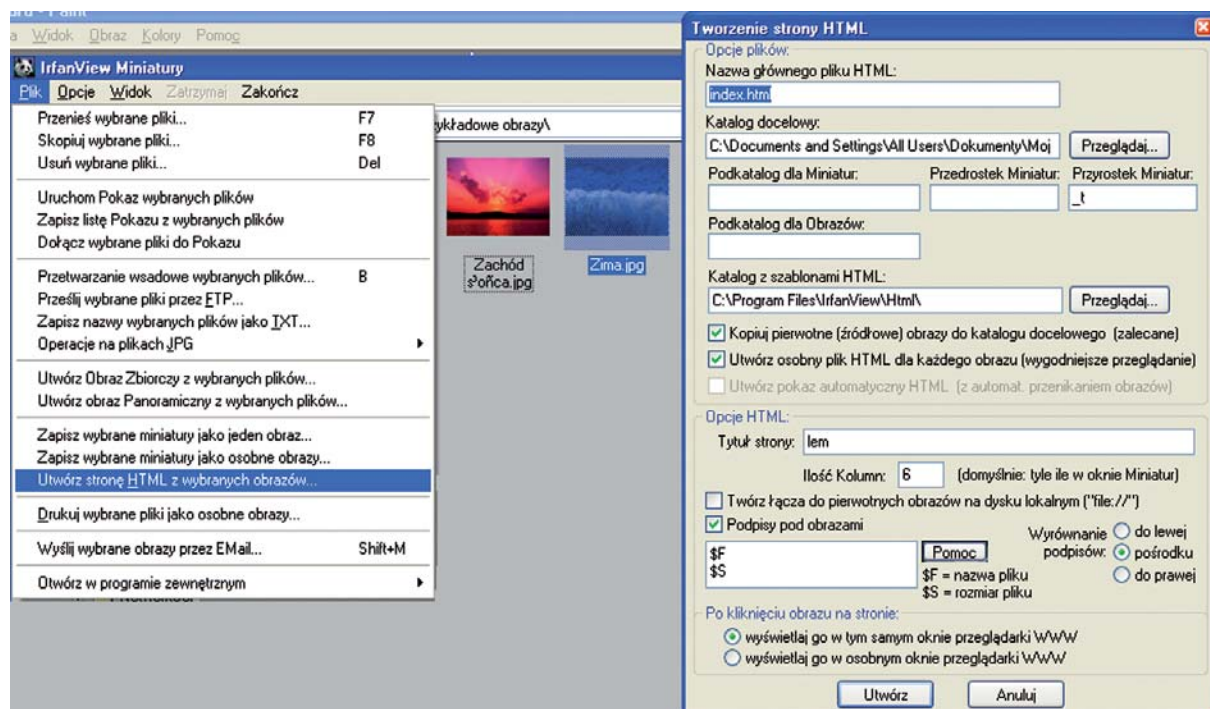 Widok Obraz Kolory Pomoc
IrfanView Miniatury
Plik Opcje Widok Zatrzymaj Zakończ
Przenieś wybrane pliki... F7
Skopiuj wybrane pliki... F8
Usuń wybrane pliki... Del
Uruchom Pokaz wybranych plików
Zapisz listę Pokazu z wybranych plików
Dołącz wybrane pliki do Pokazu
Przetwarzanie wsadowe wybranych plików... B
Prześlij wybrane pliki przez FTP...
Zapisz nazwy wybranych plików jako TXT...
Operacje na plikach JPG
Utwórz Obraz Zbiorczy z wybranych plików...
Utwórz obraz Panoramiczny z wybranych plików...
Zapisz wybrane miniatury jako jeden obraz...
Zapisz wybrane miniatury jako osobne obrazy...
Utwórz stronę HTML z wybranych obrazów...
Drukuj wybrane pliki jako osobne obrazy...
Wyślij wybrane obrazy przez EMail... Shift+M
Otwórz w programie zewnętrznym
ykładowe obrazy\
Zachód
s³oñca.jpg
Zima.jpg
Tworzenie strony HTML
Opcje plików:
Nazwa głównego pliku HTML:
index.html
Katalog docelowy:
C:\Documents and Settings\All Users\Dokumenty\Moj Przeglądaj...
Podkatalog dla Miniatur: Przedrostek Miniatur: Przyrostek Miniatur:
_t
Podkatalog dla Obrazów:
Katalog z szablonami HTML:
C:\Program Files\IrfanView\Html\ Przeglądaj...
Kopiuj pierwotne (źródłowe) obrazy do katalogu docelowego (zalecane)
Utwórz osobny plik HTML dla każdego obrazu (wygodniejsze przeglądanie)
Utwórz pokaz automatyczny HTML (z automat. przenikaniem obrazów)
Opcje HTML:
Tytuł strony: lem
Ilość Kolumn: 6 (domyślnie: tyle ile w oknie Miniatur)
Twórz łącza do pierwotnych obrazów na dysku lokalnym ("file://")
Podpisy pod obrazami
$F
$S
Pomoc
$F = nazwa pliku
$S = rozmiar pliku
Wyrównanie podpisów:
do lewej
pośrodku
do prawej
Po kliknięciu obrazu na stronie:
wyświetlaj go w tym samym oknie przeglądarki WWW
wyświetlaj go w osobnym oknie przeglądarki WWW
Utwórz Anuluj